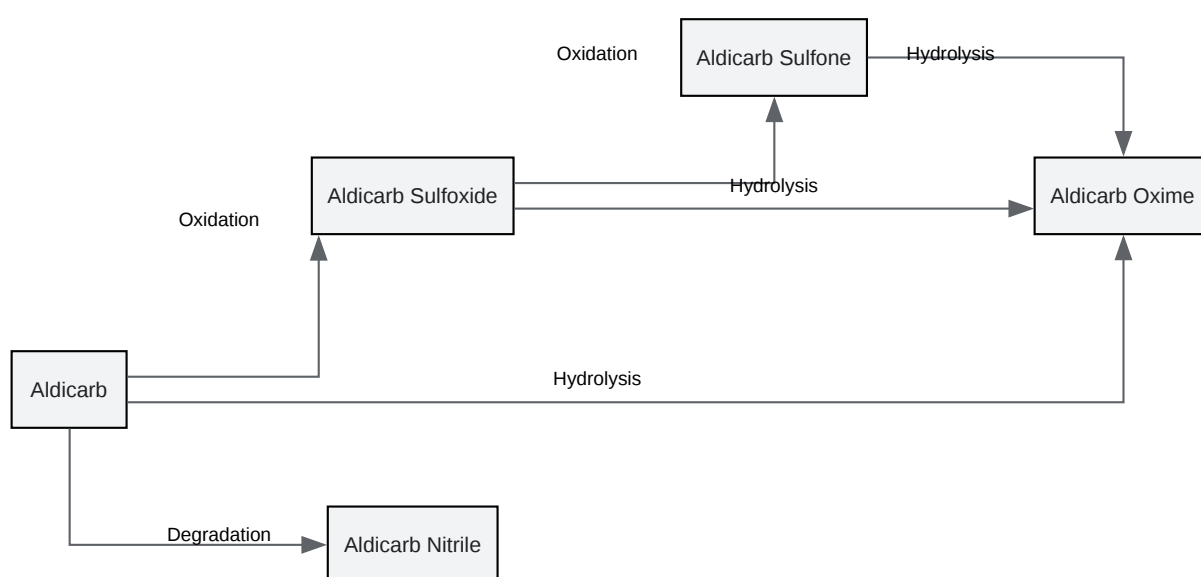 Oxidation
Aldicarb Sulfone
Hydrolysis
Aldicarb Sulfoxide
Hydrolysis
Aldicarb Oxime
Oxidation
Aldicarb
Hydrolysis
Degradation
Aldicarb Nitrile